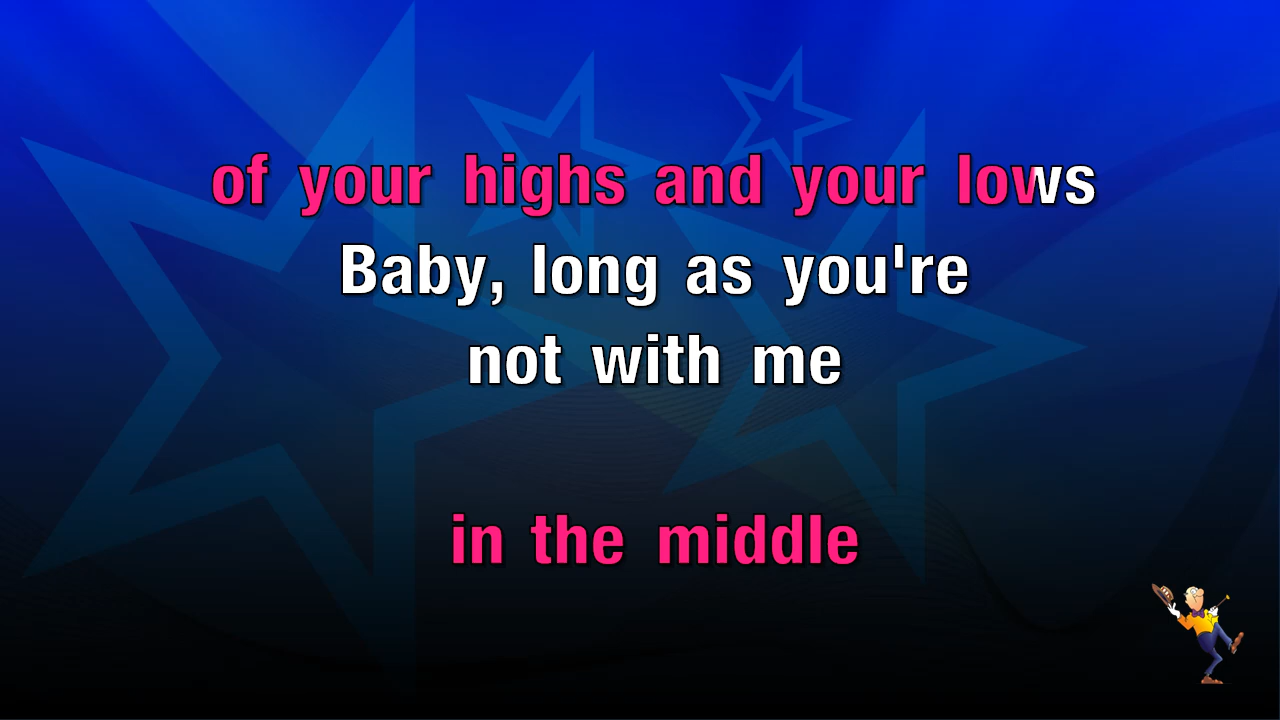 of your highs and your lows
Baby, long as you're
not with me
in the middle